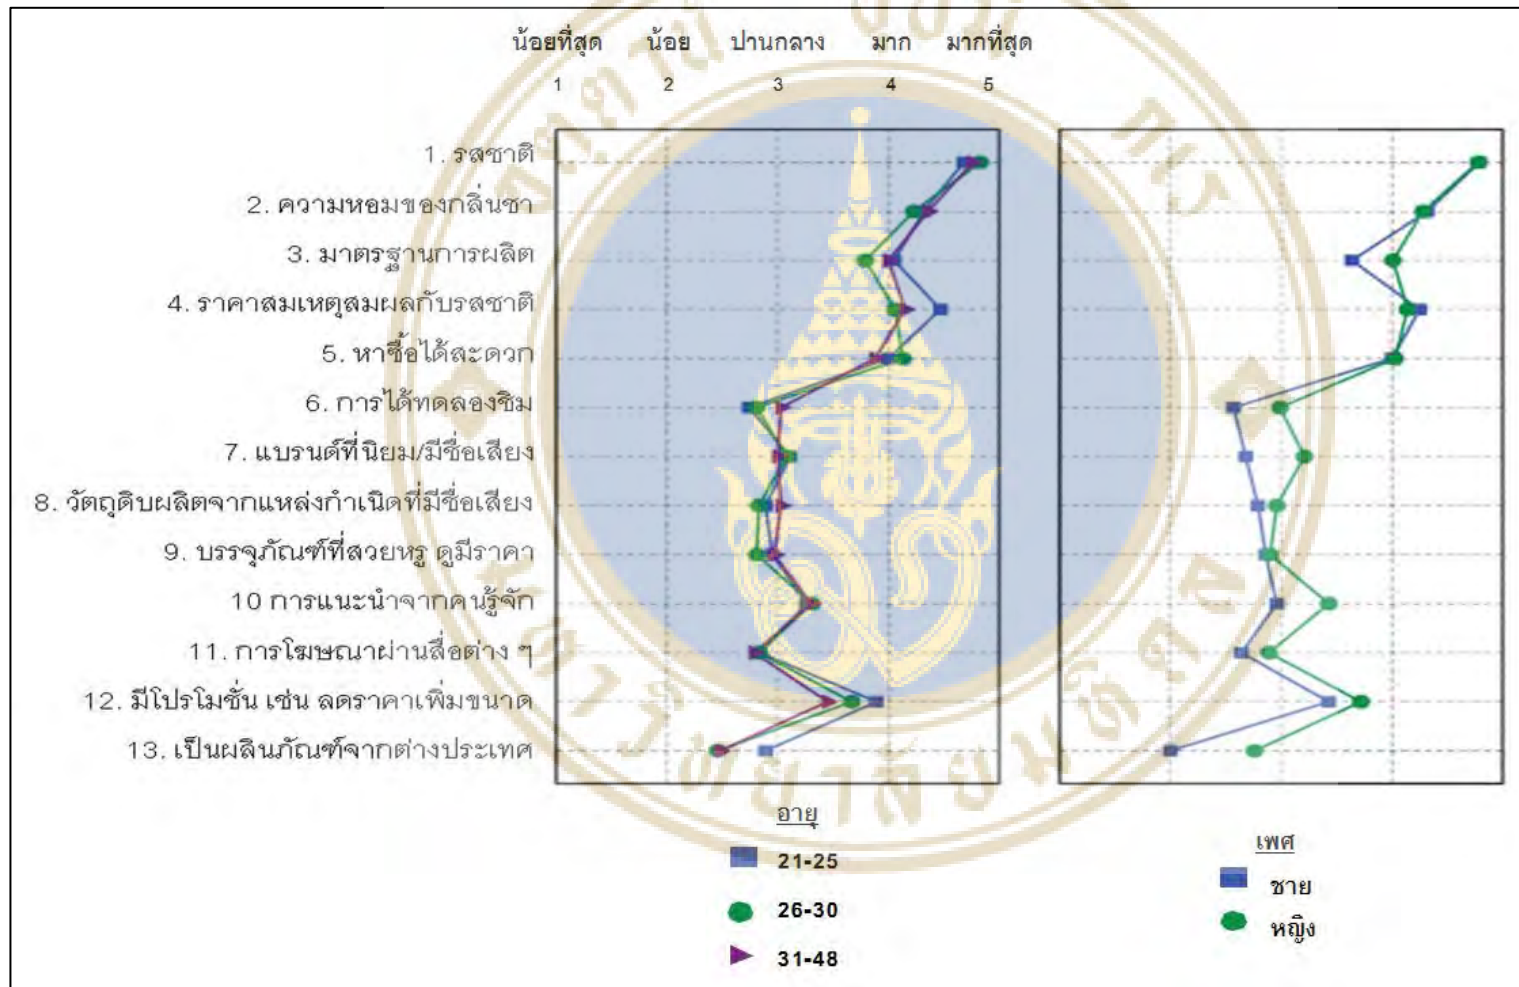 น้อยที่สุด น้อย ปานกลาง มาก มากที่สุด
1 2 3 4 5
1. รสชาติ
2. ความหอมของกลิ่นชา
3. มาตรฐานการผลิต
4. ราคาสมเหตุสมผลกับรสชาติ
5. หาซื้อได้สะดวก
6. การได้ทดลองชิม
7. แบรนด์ที่นิยม/มีชื่อเสียง
8. วัตถุดิบผลิตจากแหล่งกำเนิดที่มีชื่อเสียง
9. บรรจุภัณฑ์ที่สวยหรู ดูมีราคา
10 การแนะนำจากคนรู้จัก
11. การโฆษณาผ่านสื่อต่าง ๆ
12. มีโปรโมชั่น เช่น ลดราคาเพิ่มขนาด
13. เป็นผลินภัณฑ์จากต่างประเทศ
อายุ
21-25
26-30
31-48
เพศ
ชาย
หญิง